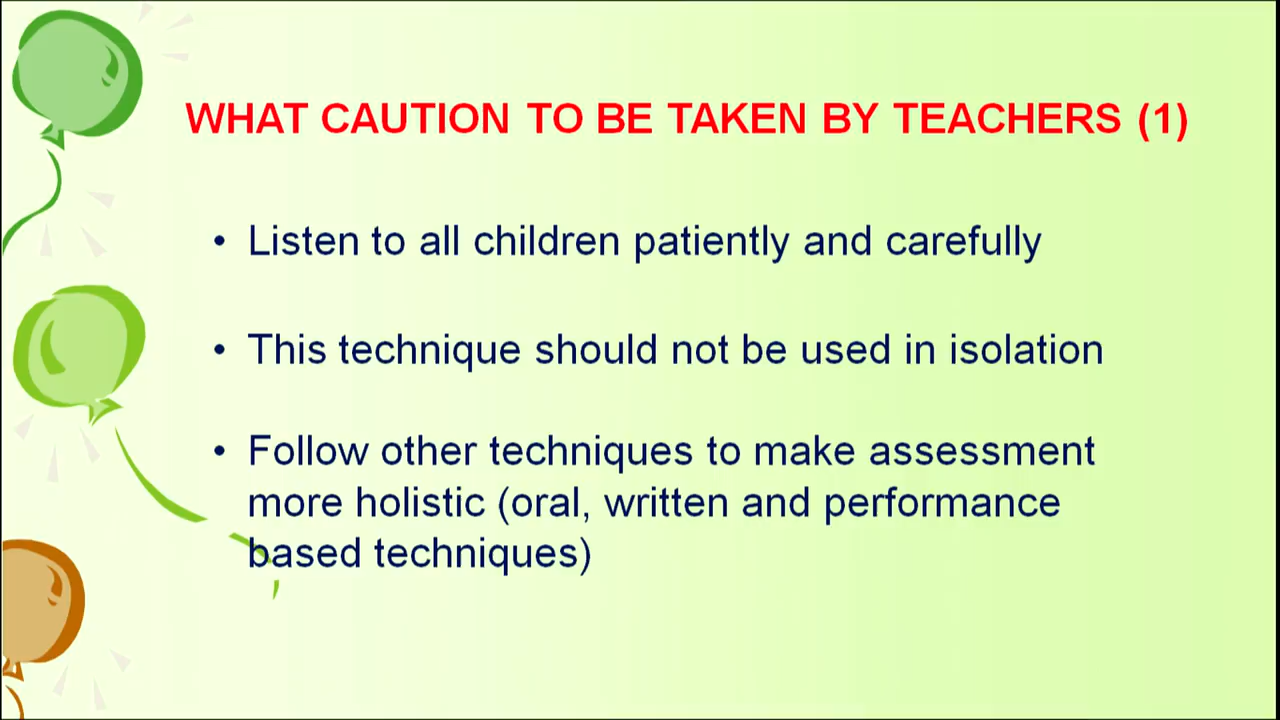 WHAT CAUTION TO BE TAKEN BY TEACHERS (1)
• Listen to all children patiently and carefully
• This technique should not be used in isolation
• Follow other techniques to make assessment
more holistic (oral, written and performance
based techniques)